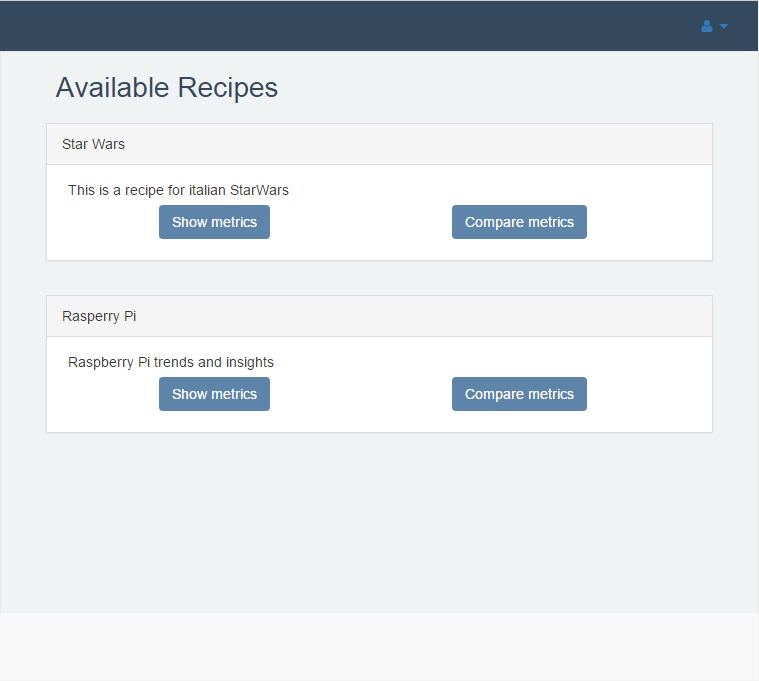 Available Recipes
Star Wars
This is a recipe for italian StarWars
Show metrics Compare metrics
Rasperry Pi
Raspberry Pi trends and insights
Show metrics Compare metrics